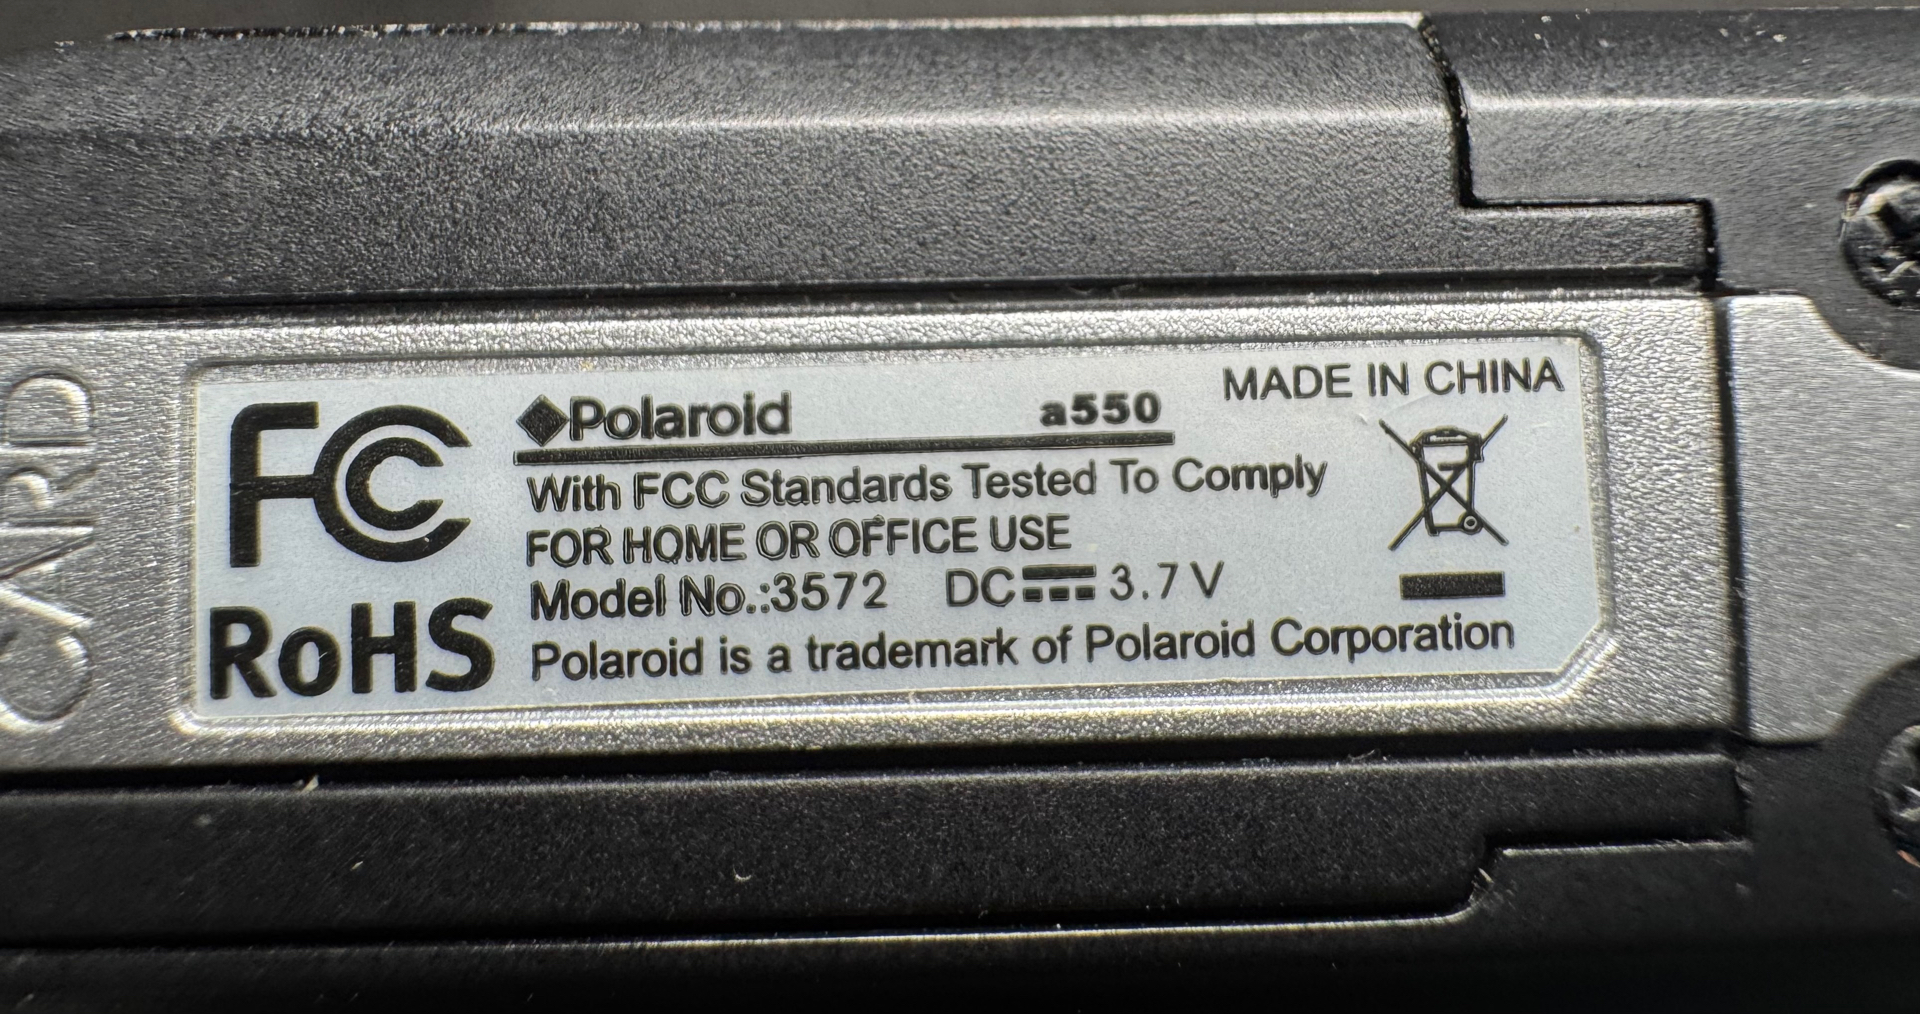 CARD
FC
RoHS
Polaroid a550
MADE IN CHINA
With FCC Standards Tested To Comply
FOR HOME OR OFFICE USE
Model No.:3572 DC 3.7 V
Polaroid is a trademark of Polaroid Corporation